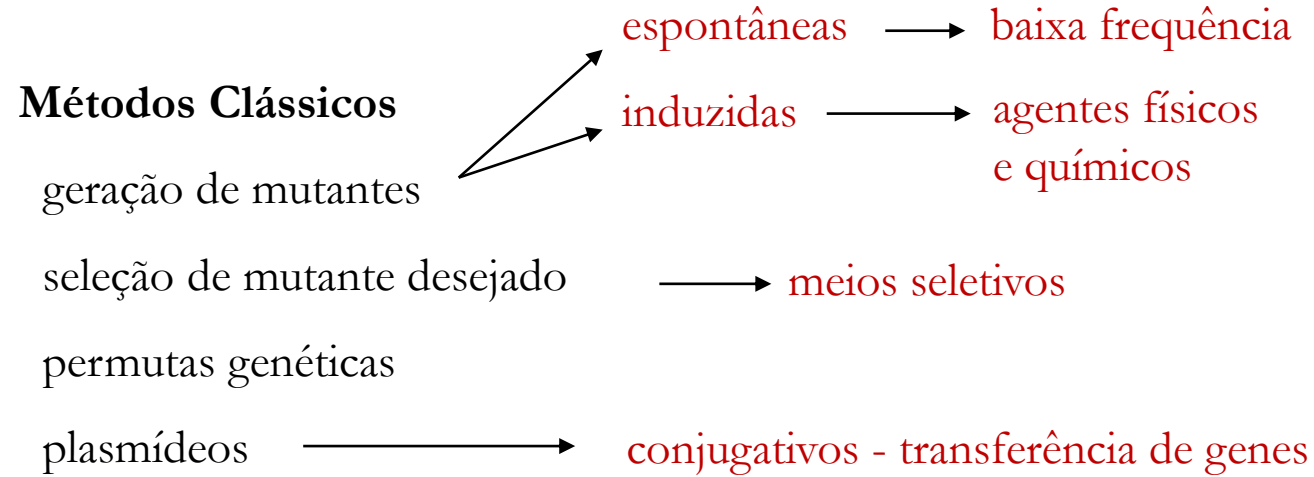 espontâneas baixa frequência
Métodos Clássicos
induzidas agentes físicos
e químicos
geração de mutantes
seleção de mutante desejado meios seletivos
permutas genéticas
plasmídeos conjugativos - transferência de genes